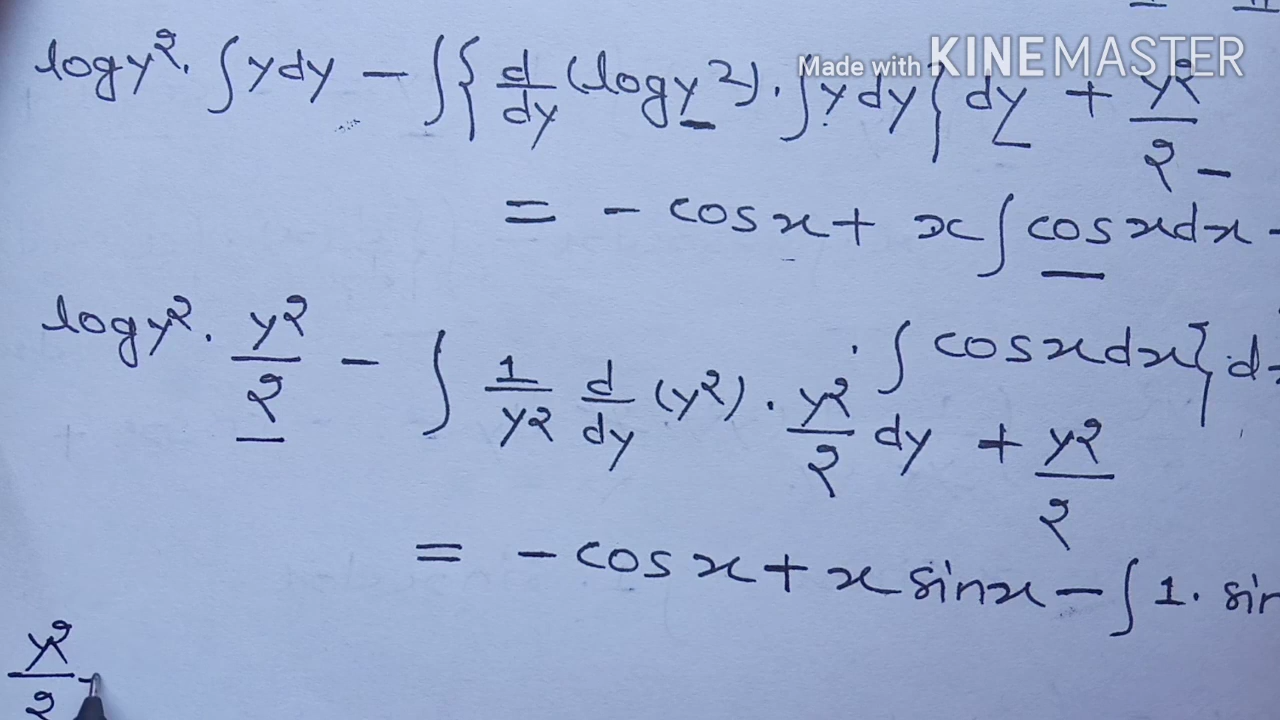 Made with KINEMASTER
logy². ∫ydy − ∫{ d/dy (logy²). ∫ydy} dy + y²/2 -
= - cosx + x∫cosxdx -
logy². y²/2 − ∫ 1/y² d/dy (y²). y²/2 dy + y²/2
. ∫cosxdx}. d
= - cosx + x sinx − ∫1. sin
y²/2